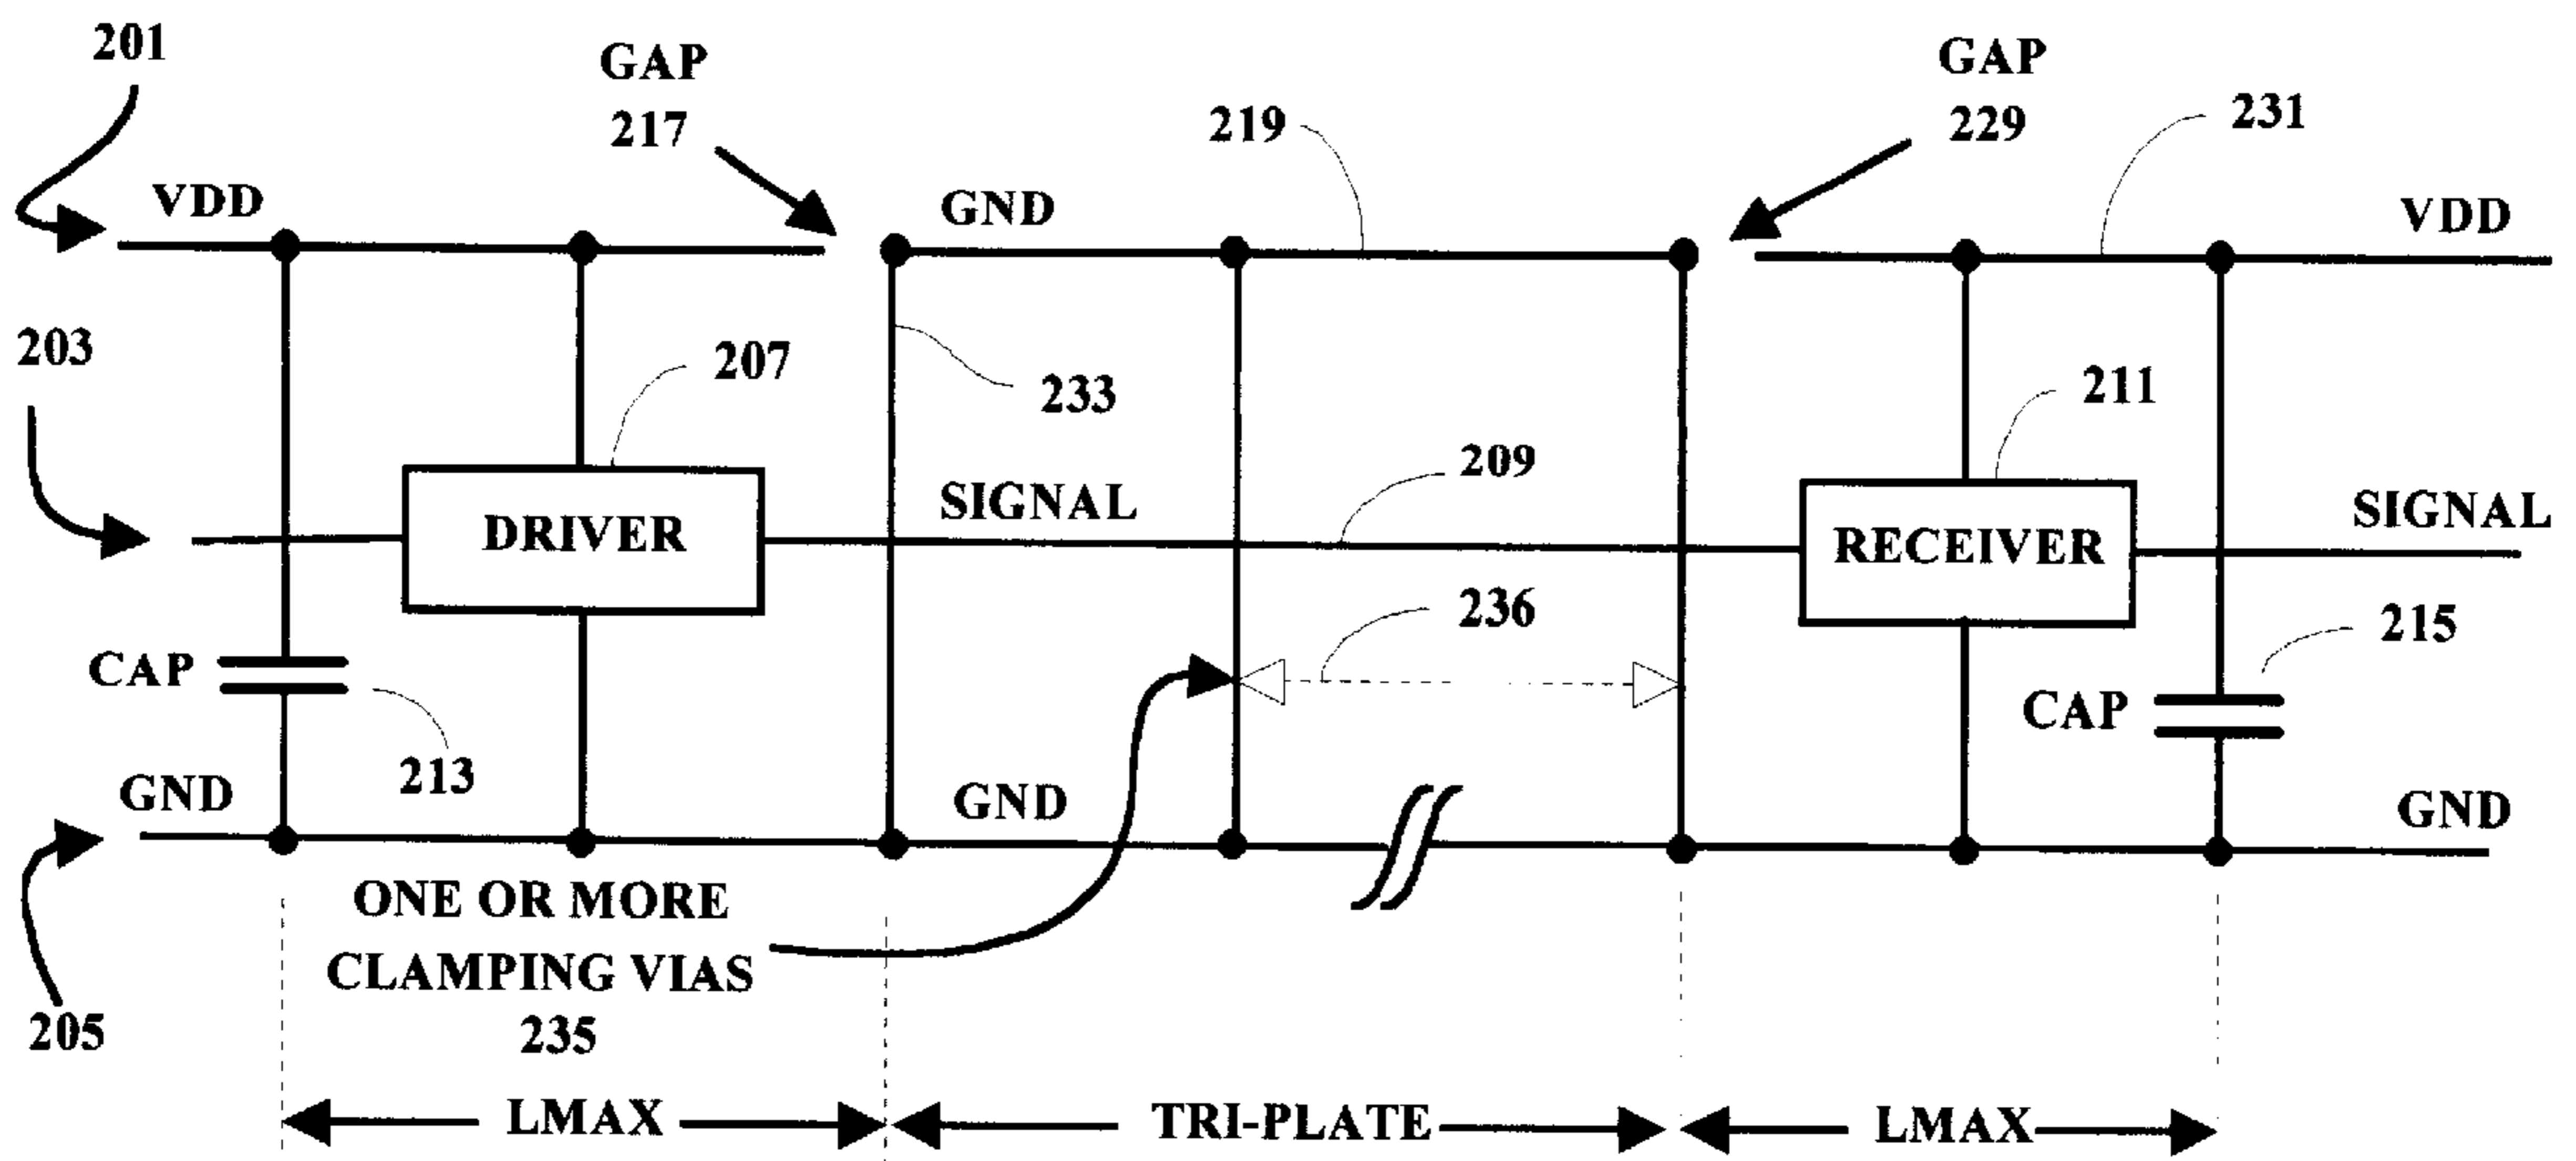 201
GAP
217
219
GAP
229
231
VDD
GND
VDD
203
207
233
211
209
SIGNAL
SIGNAL
DRIVER
RECEIVER
236
215
CAP
CAP
213
GND
GND
GND
ONE OR MORE
CLAMPING VIAS
235
205
LMAX
TRI-PLATE
LMAX